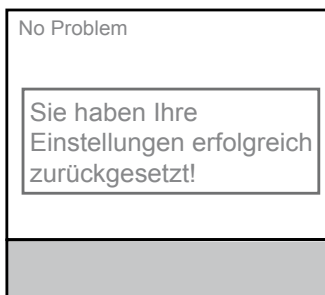 No Problem
Sie haben Ihre
Einstellungen erfolgreich
zurückgesetzt!